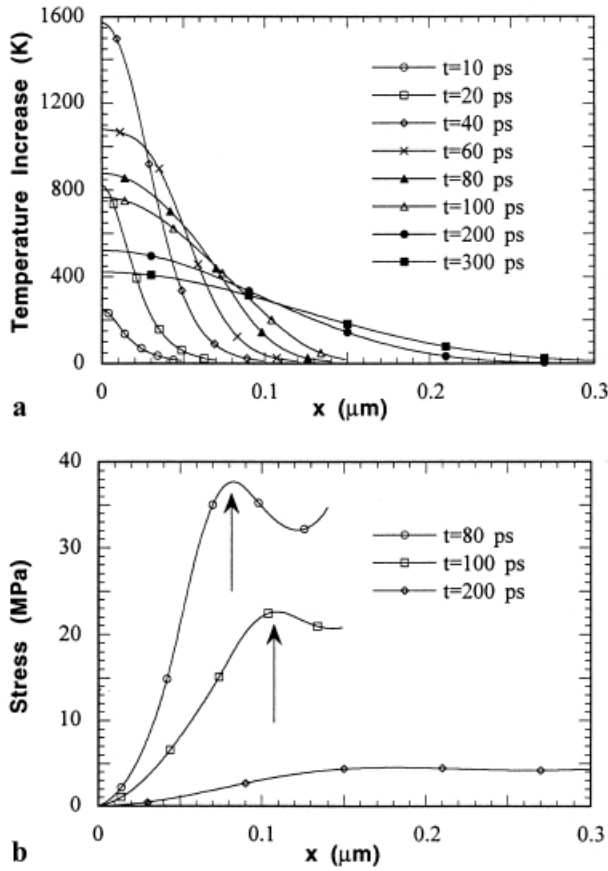 Temperature Increase (K)
1600
1200
800
400
0
t=10 ps
t=20 ps
t=40 ps
t=60 ps
t=80 ps
t=100 ps
t=200 ps
t=300 ps
0 0.1 0.2 0.3
x (μm)
a
Stress (MPa)
40
30
20
10
0
t=80 ps
t=100 ps
t=200 ps
0 0.1 0.2 0.3
x (μm)
b